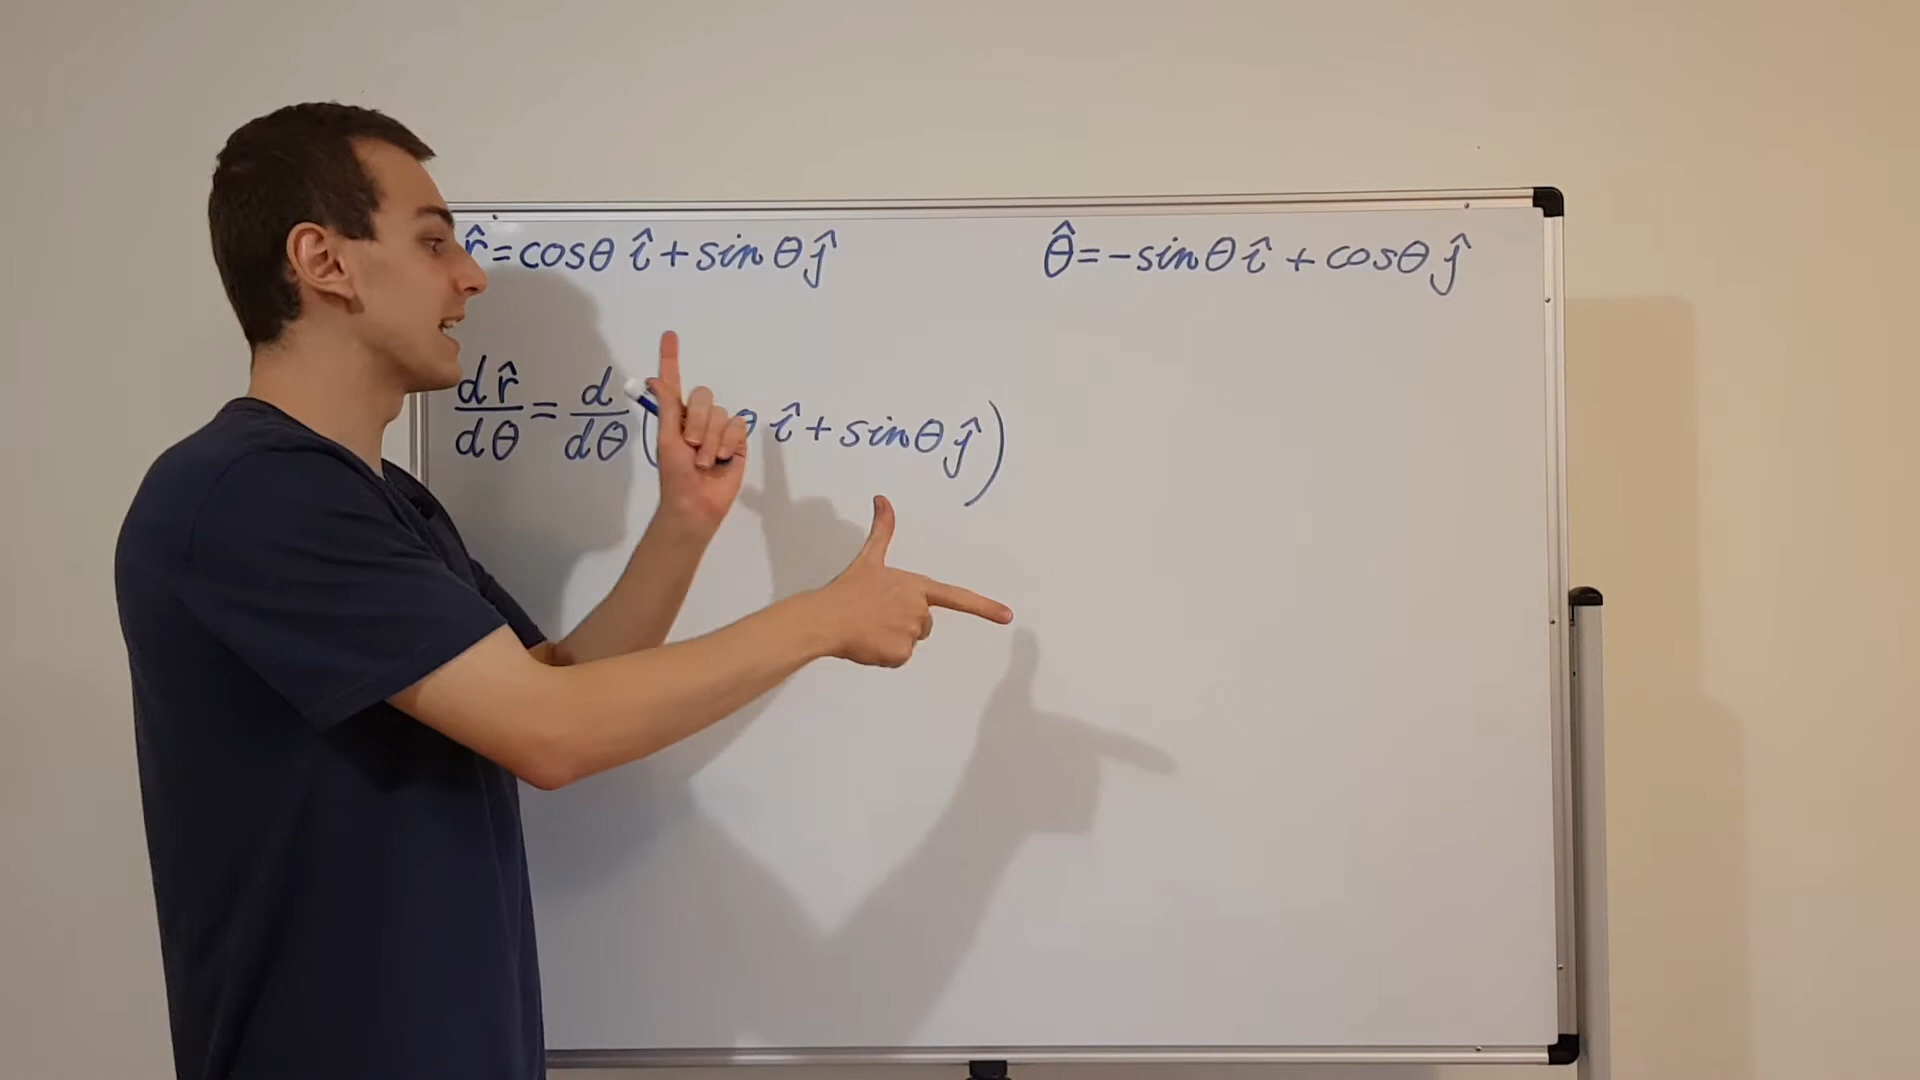 r̂=cosθ î+sinθ ĵ
θ̂=-sinθ î+cosθ ĵ
dr̂/dθ=d/dθ( θ î+sinθ ĵ)